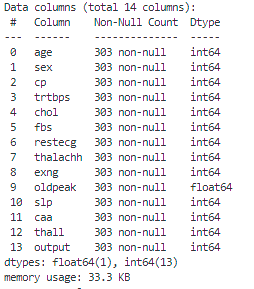 Data columns (total 14 columns):
 #   Column    Non-Null Count  Dtype
---  ------    --------------  -----
 0   age       303 non-null    int64
 1   sex       303 non-null    int64
 2   cp        303 non-null    int64
 3   trtbps    303 non-null    int64
 4   chol      303 non-null    int64
 5   fbs       303 non-null    int64
 6   restecg   303 non-null    int64
 7   thalachh  303 non-null    int64
 8   exng      303 non-null    int64
 9   oldpeak   303 non-null    float64
 10  slp       303 non-null    int64
 11  caa       303 non-null    int64
 12  thall     303 non-null    int64
 13  output    303 non-null    int64
dtypes: float64(1), int64(13)
memory usage: 33.3 KB